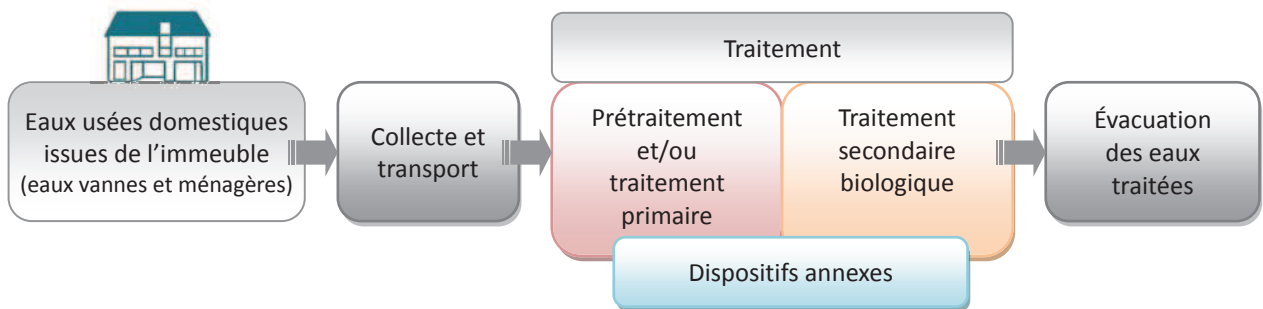 Eaux usées domestiques
issues de l'immeuble
(eaux vannes et ménagères)
Collecte et
transport
Traitement
Prétraitement
et/ou
traitement
primaire
Traitement
secondaire
biologique
Dispositifs annexes
Évacuation
des eaux
traitées